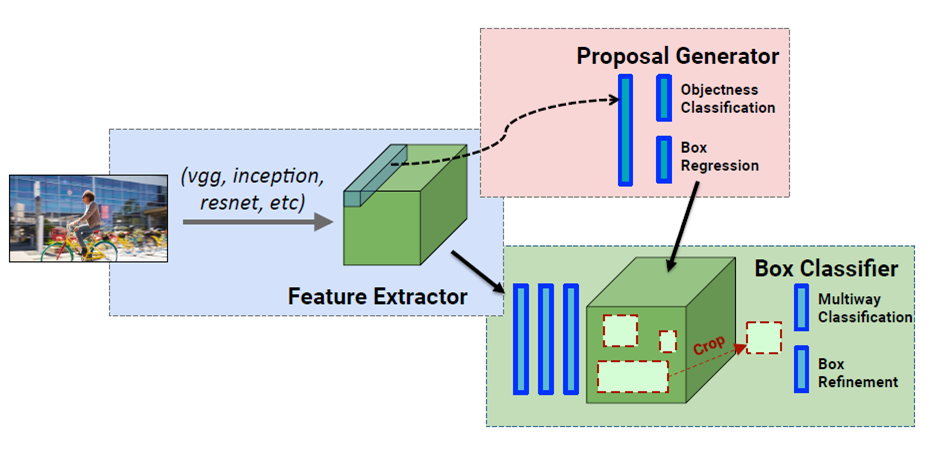 Proposal Generator
Objectness
Classification
Box
Regression
(vgg, inception,
resnet, etc)
Feature Extractor
Box Classifier
Multiway
Classification
Crop
Box
Refinement